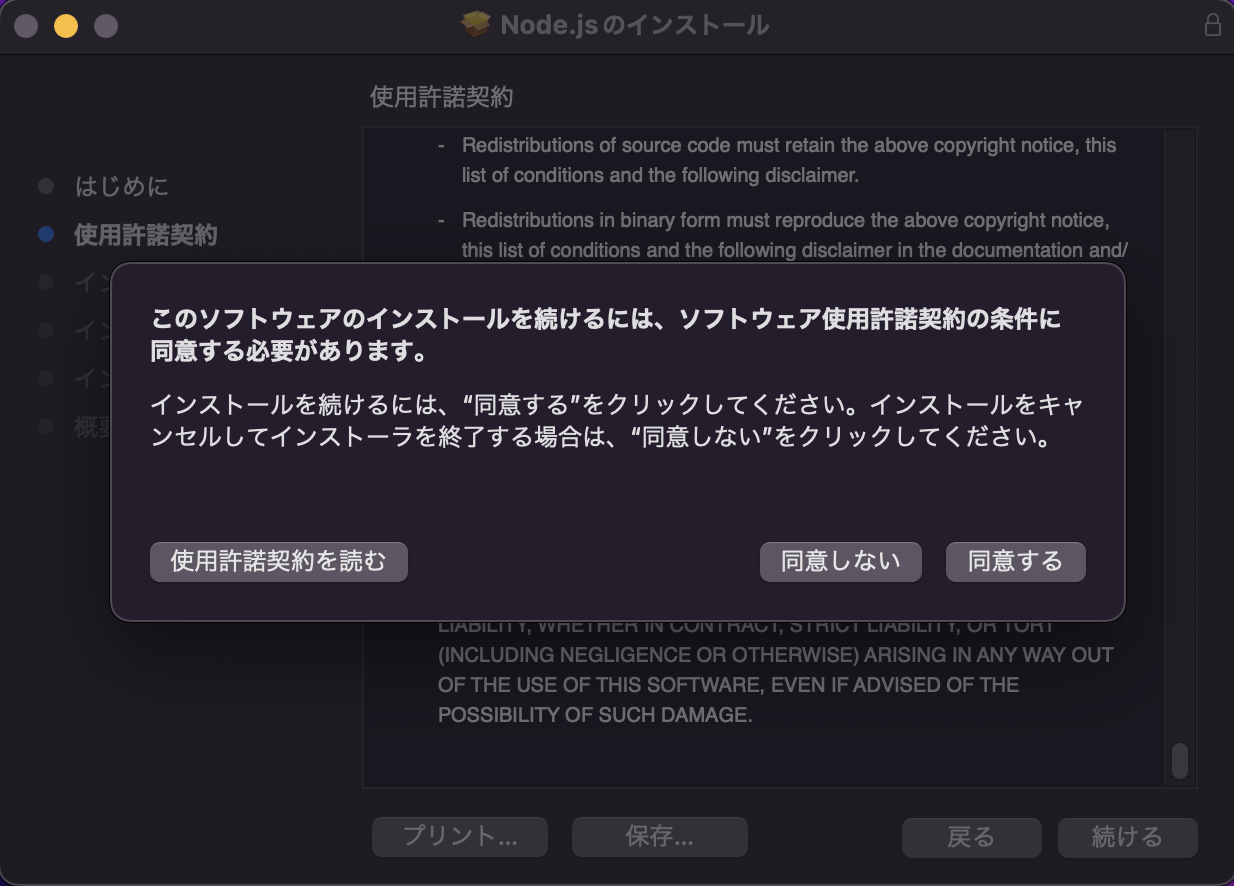 Node.jsのインストール
使用許諾契約
はじめに
使用許諾契約
イン
イン
イン
概要
- Redistributions of source code must retain the above copyright notice, this
list of conditions and the following disclaimer.
- Redistributions in binary form must reproduce the above copyright notice,
this list of conditions and the following disclaimer in the documentation and/
このソフトウェアのインストールを続けるには、ソフトウェア使用許諾契約の条件に
同意する必要があります。
インストールを続けるには、“同意する”をクリックしてください。インストールをキャ
ンセルしてインストーラを終了する場合は、“同意しない”をクリックしてください。
使用許諾契約を読む
同意しない
同意する
LIABILITY, WHETHER IN CONTRACT, STRICT LIABILITY, OR TORT
(INCLUDING NEGLIGENCE OR OTHERWISE) ARISING IN ANY WAY OUT
OF THE USE OF THIS SOFTWARE, EVEN IF ADVISED OF THE
POSSIBILITY OF SUCH DAMAGE.
プリント...
保存...
戻る
続ける